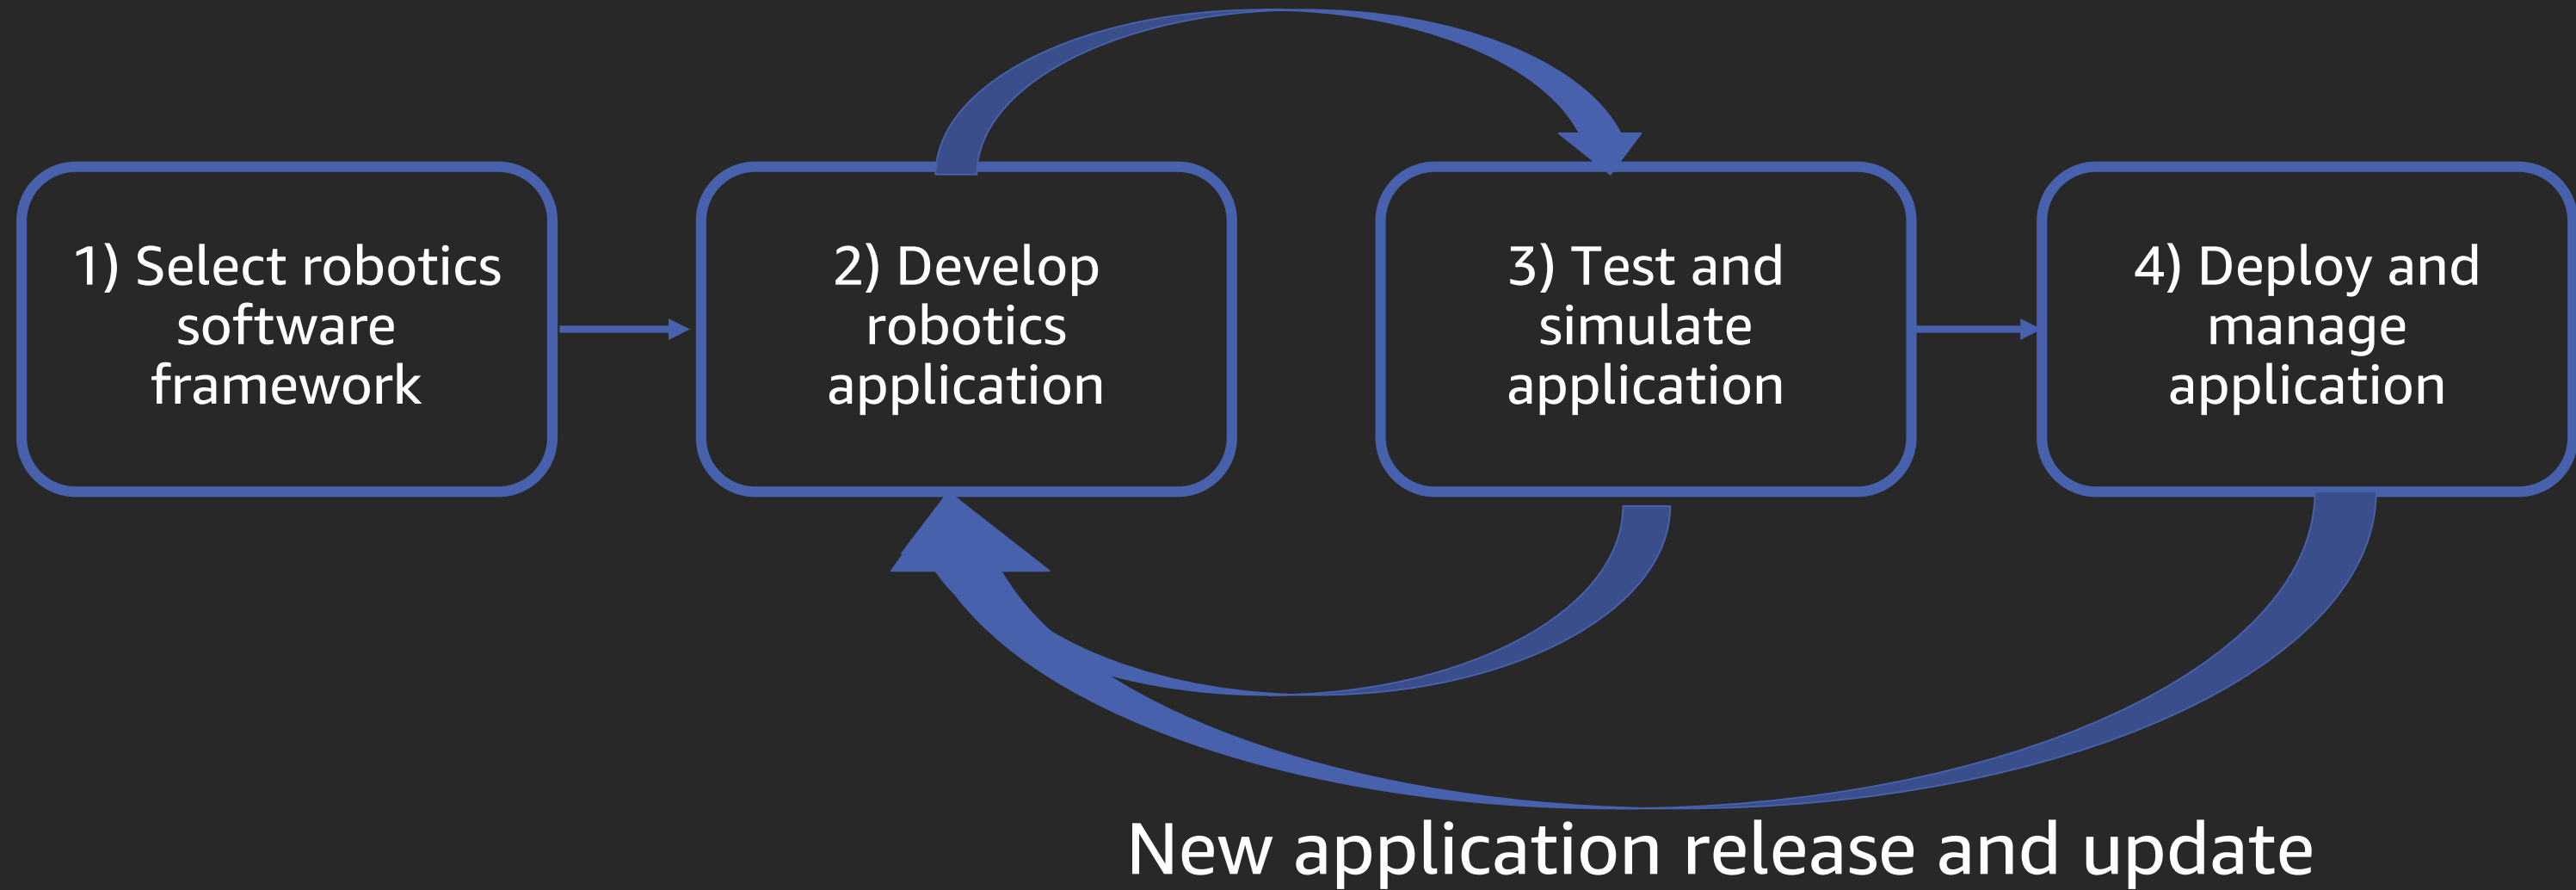 1) Select robotics
software
framework
2) Develop
robotics
application
3) Test and
simulate
application
4) Deploy and
manage
application
New application release and update